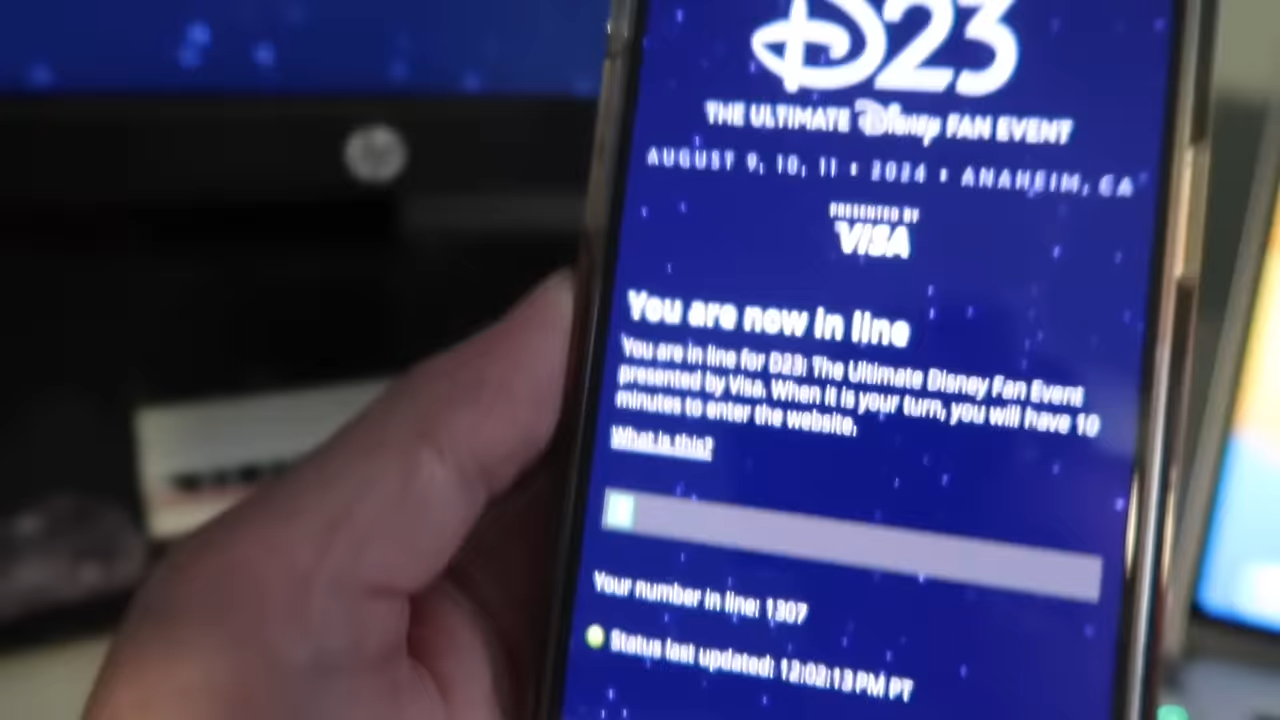 D23
THE ULTIMATE Disney FAN EVENT
AUGUST 9, 10, 11 • 2024 • ANAHEIM, CA
PRESENTED BY
VISA
You are now in line
You are in line for D23: The Ultimate Disney Fan Event
presented by Visa. When it is your turn, you will have 10
minutes to enter the website.
What is this?
Your number in line: 1307
Status last updated: 12:02:13 PM PT
hp